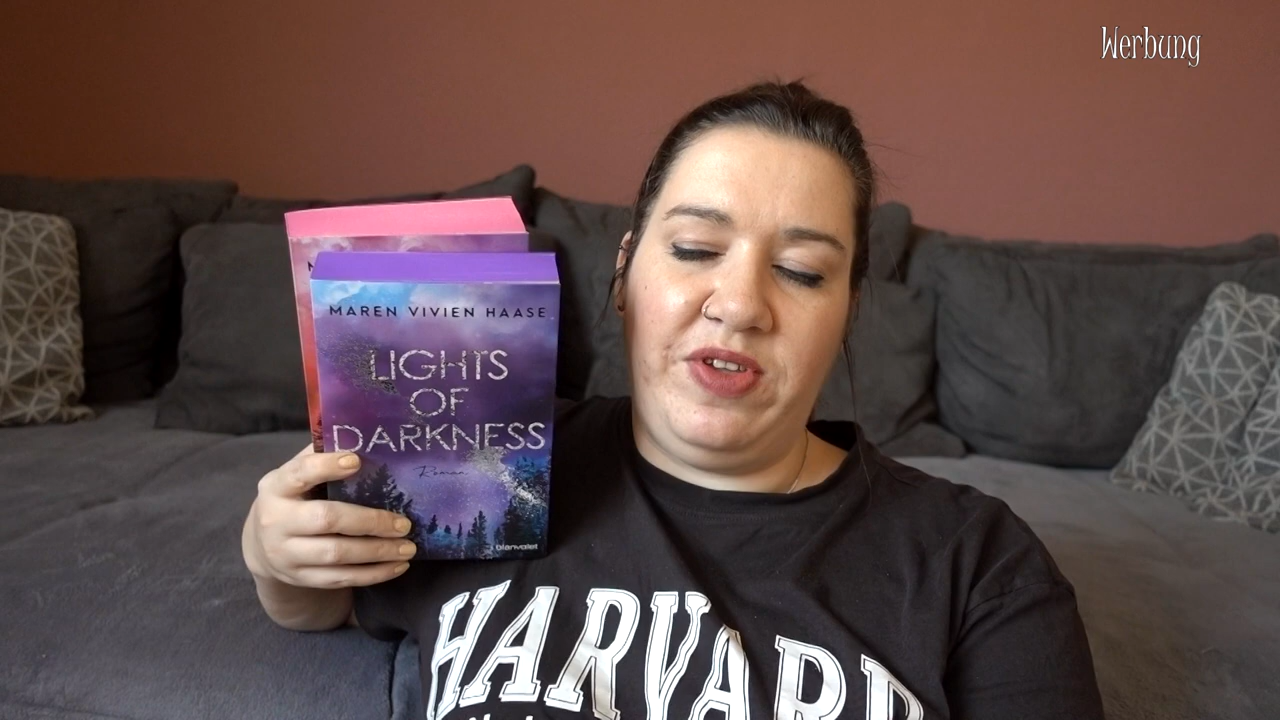 Werbung
MAREN VIVIEN HAASE
LIGHTS
OF
DARKNESS
Roman
blanvalet
HARVARD